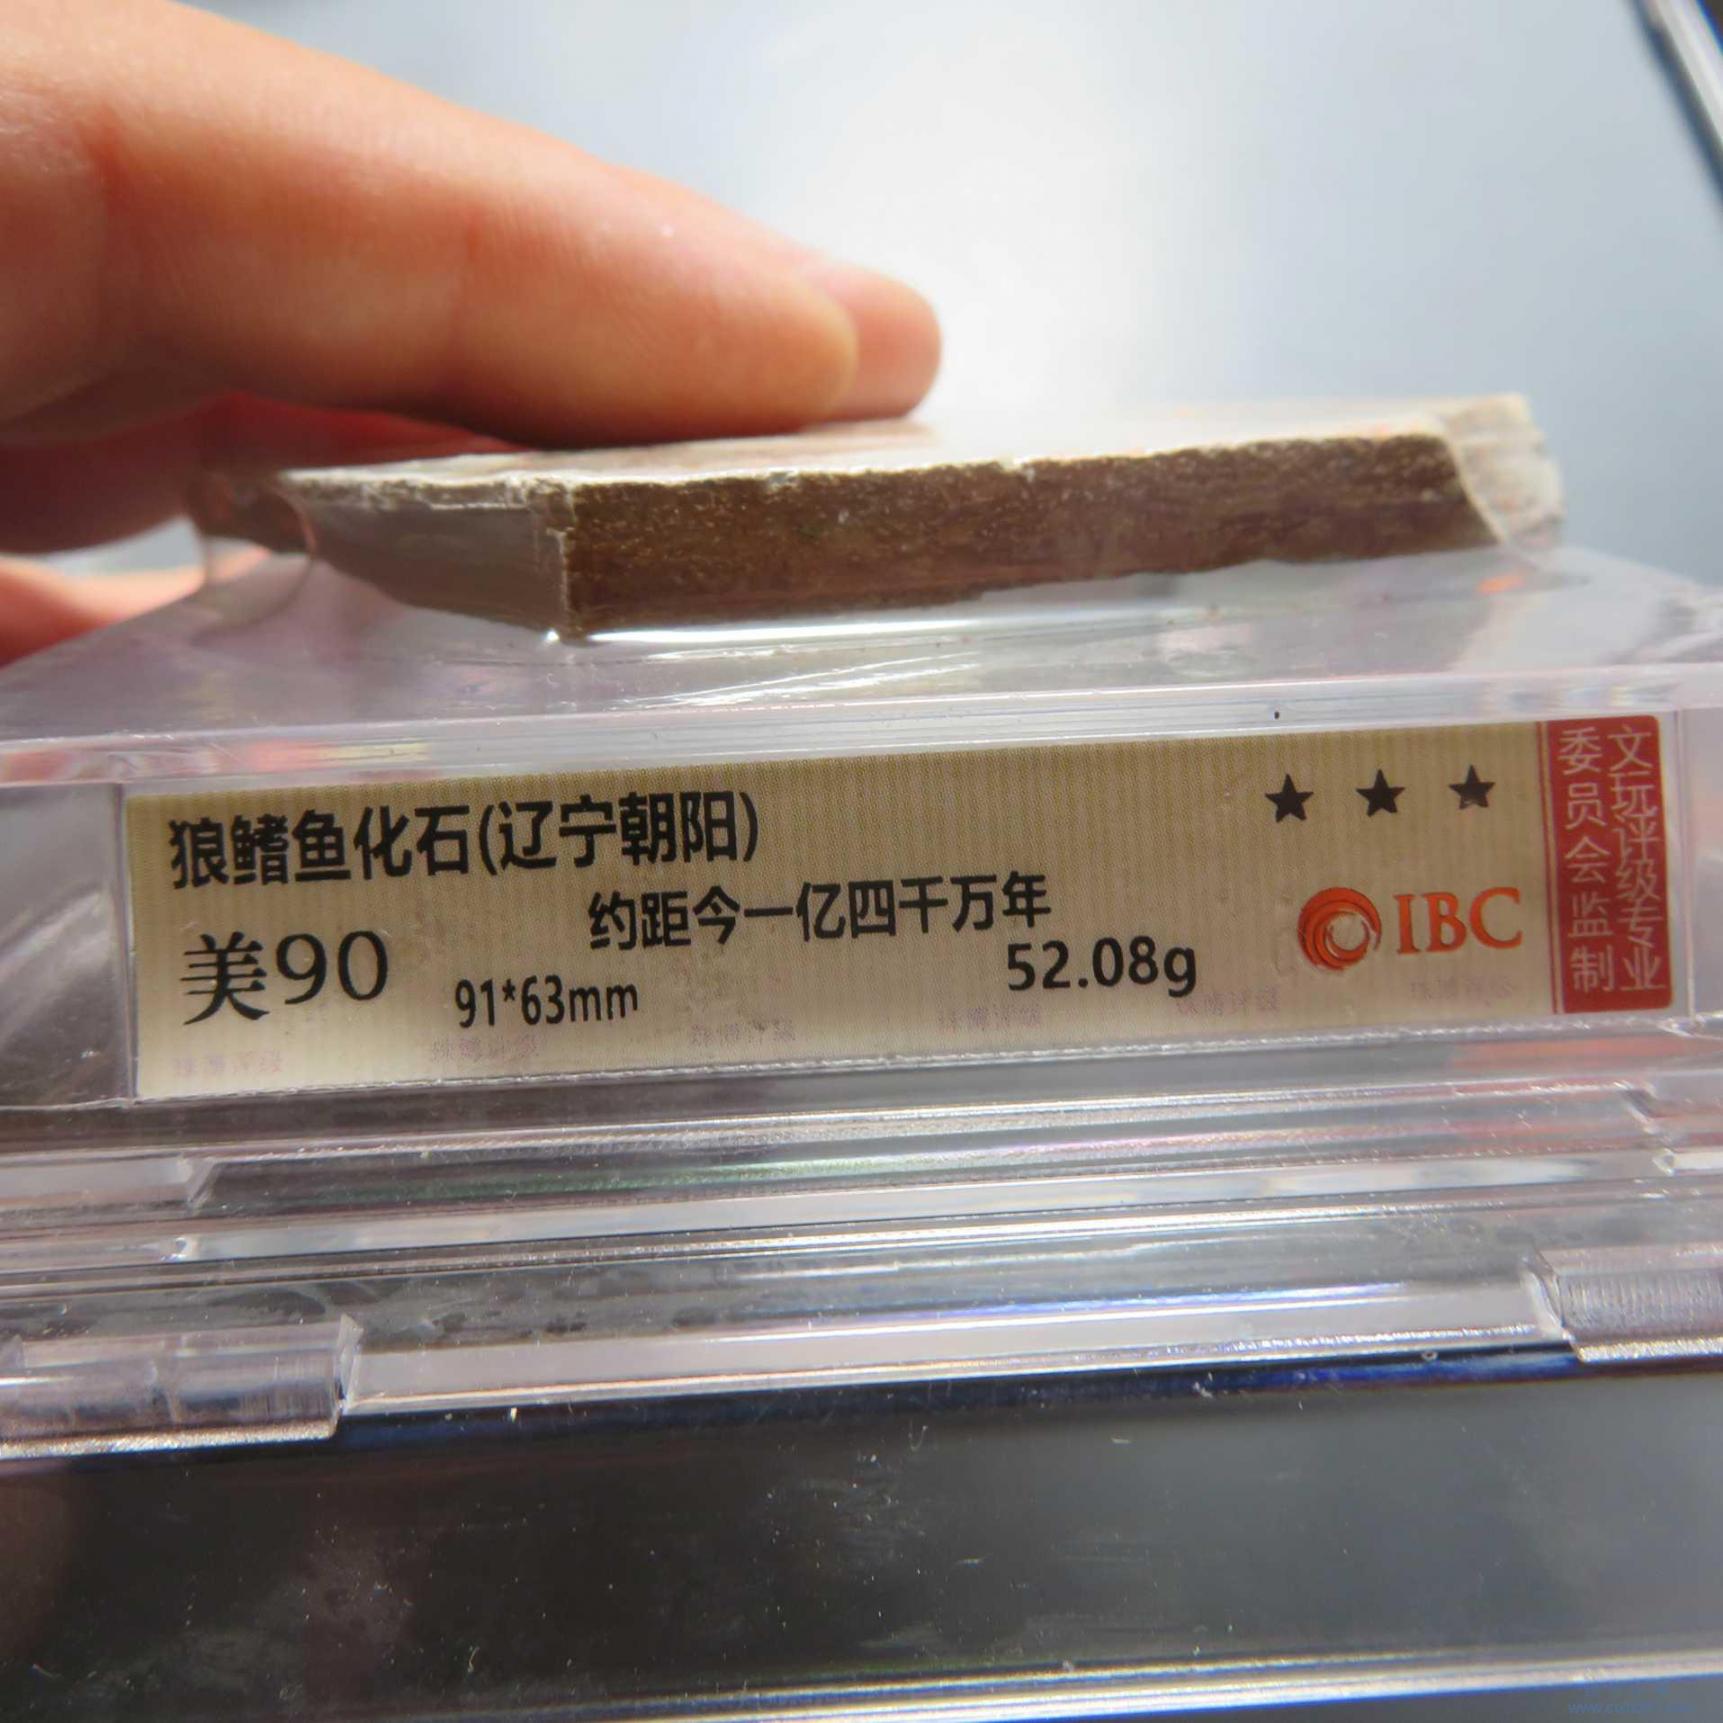 狼鳍鱼化石(辽宁朝阳)
★ ★ ★
约距今一亿四千万年
美90
91*63mm
52.08g
IBC
文玩评级专业
委员会监制